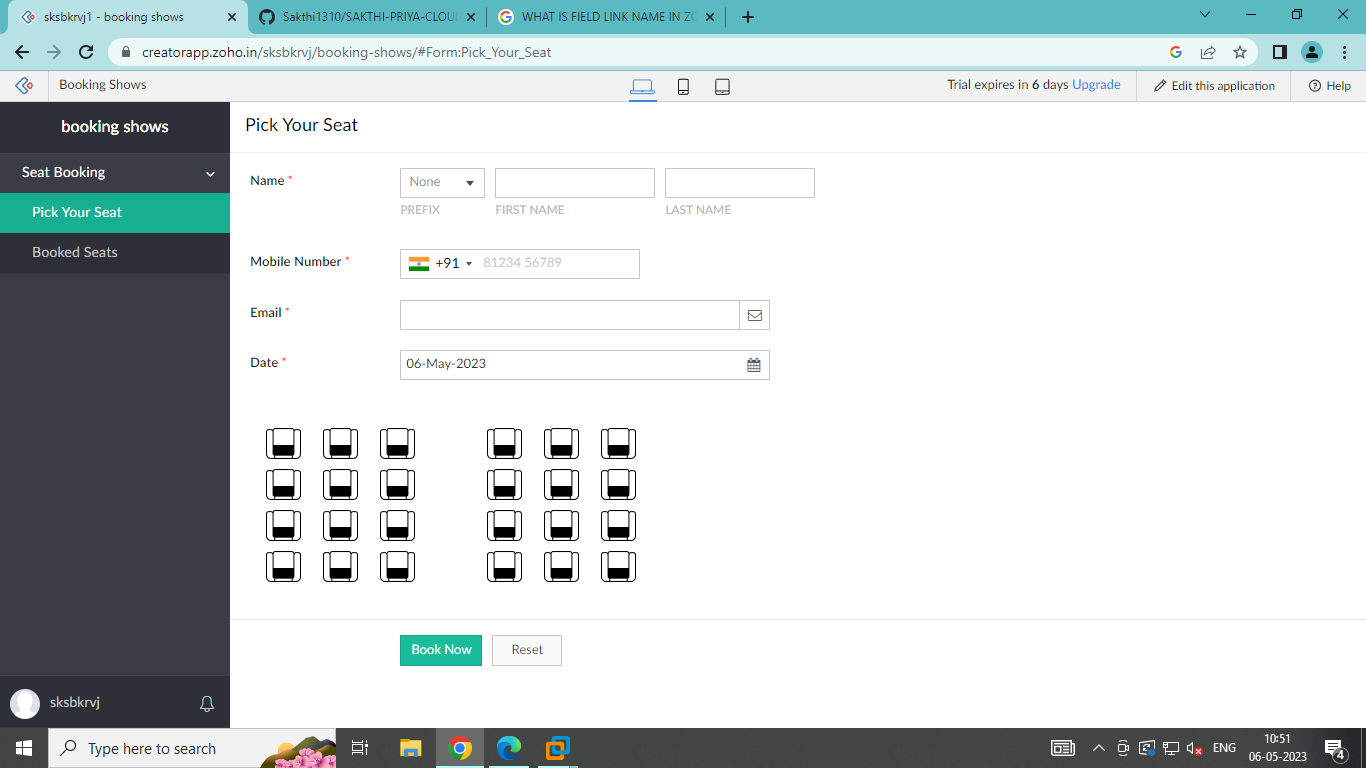 sksbkrvj1 - booking shows
Sakthi1310/SAKTHI-PRIYA-CLOU
WHAT IS FIELD LINK NAME IN ZO
creatorapp.zoho.in/sksbkrvj/booking-shows/#Form:Pick_Your_Seat
Booking Shows
Trial expires in 6 days Upgrade
Edit this application
Help
booking shows
Seat Booking
Pick Your Seat
Booked Seats
Pick Your Seat
Name *
None
PREFIX
FIRST NAME
LAST NAME
Mobile Number *
+91
81234 56789
Email *
Date *
06-May-2023
Book Now
Reset
sksbkrvj
Type here to search
ENG
10:51
06-05-2023
4